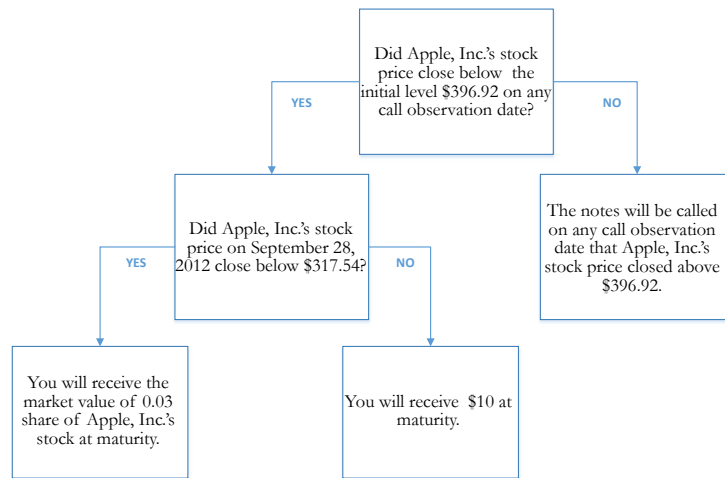 Did Apple, Inc.'s stock
price close below the
initial level $396.92 on any
call observation date?
YES
NO
Did Apple, Inc.'s stock
price on September 28,
2012 close below $317.54?
The notes will be called
on any call observation
date that Apple, Inc.'s
stock price closed above
$396.92.
YES
NO
You will receive the
market value of 0.03
share of Apple, Inc.'s
stock at maturity.
You will receive $10 at
maturity.